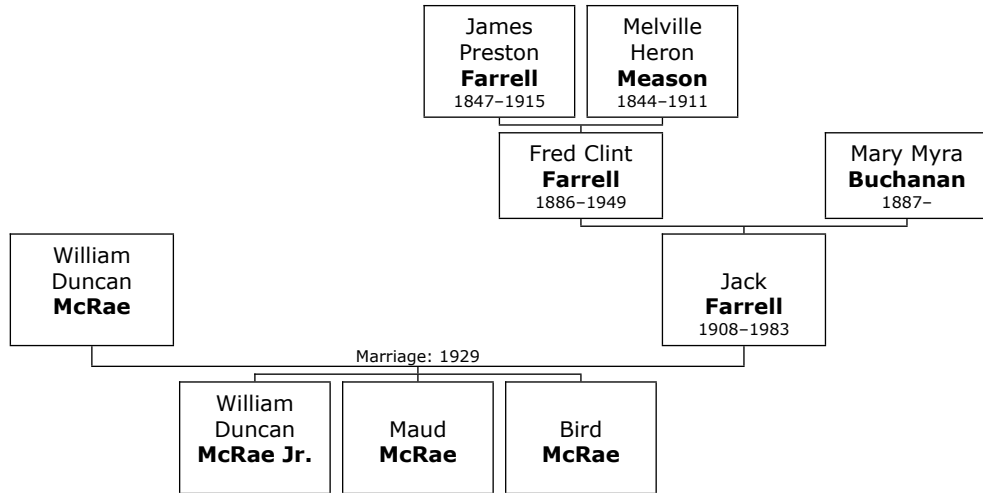 James
Preston
Farrell
1847–1915
Melville
Heron
Meason
1844–1911
Fred Clint
Farrell
1886–1949
Mary Myra
Buchanan
1887–
William
Duncan
McRae
Jack
Farrell
1908–1983
Marriage: 1929
William
Duncan
McRae Jr.
Maud
McRae
Bird
McRae